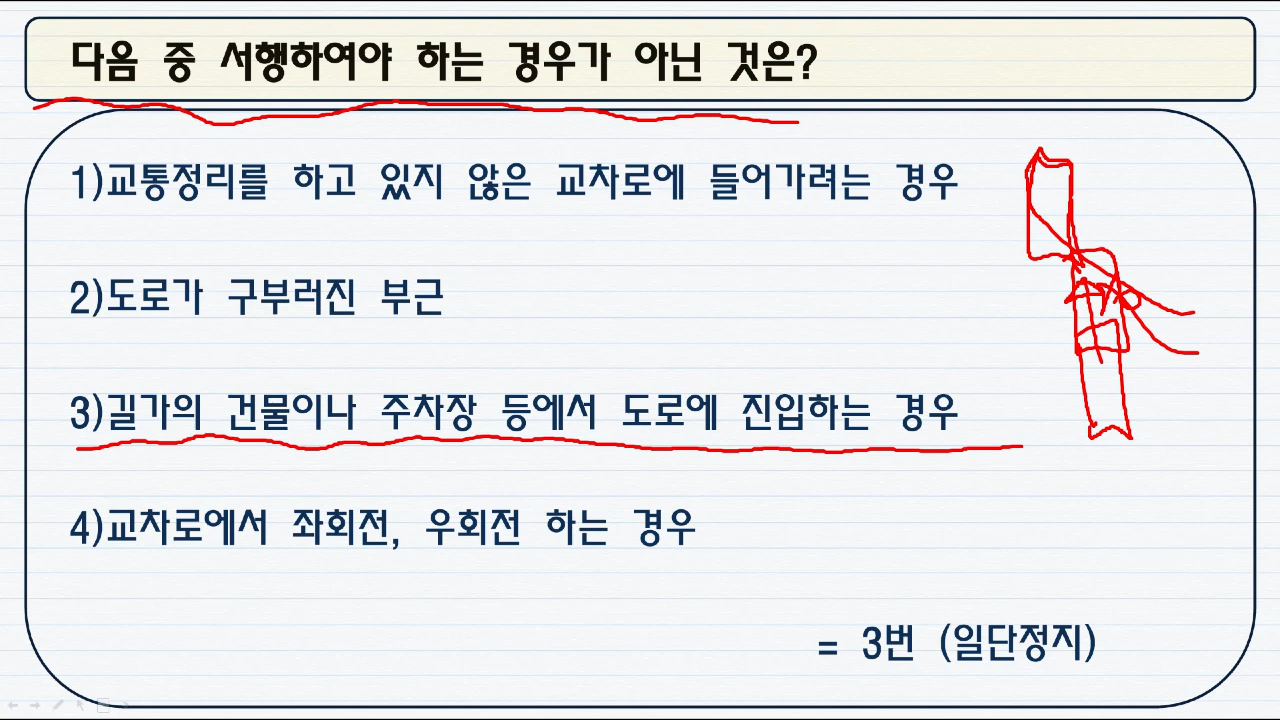 다음 중 서행하여야 하는 경우가 아닌 것은?
1)교통정리를 하고 있지 않은 교차로에 들어가려는 경우
2)도로가 구부러진 부근
3)길가의 건물이나 주차장 등에서 도로에 진입하는 경우
4)교차로에서 좌회전, 우회전 하는 경우
= 3번 (일단정지)